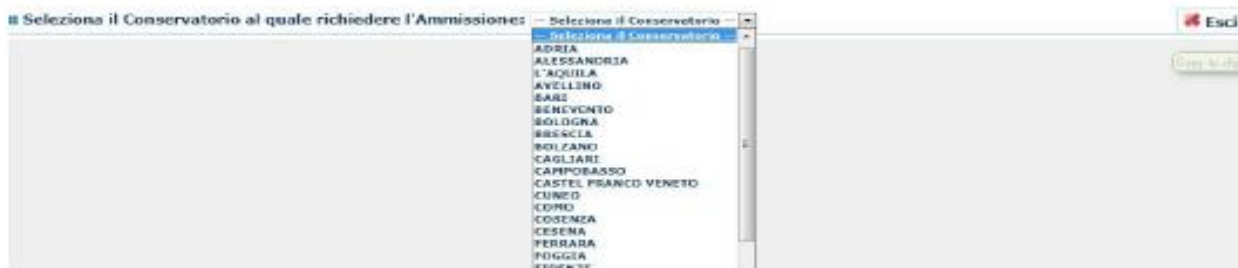 Seleziona il Conservatorio al quale richiedere l'Ammissione: -- Seleziona il Conservatorio -- Esci
-- Seleziona il Conservatorio --
ADRIA
ALESSANDRIA
L'AQUILA
AVELLINO
BARI
BENEVENTO
BOLOGNA
BRESCIA
BOLZANO
CAGLIARI
CAMPOBASSO
CASTEL FRANCO VENETO
CUNEO
COMO
COSENZA
CESENA
FERRARA
FOGGIA
FIRENZE